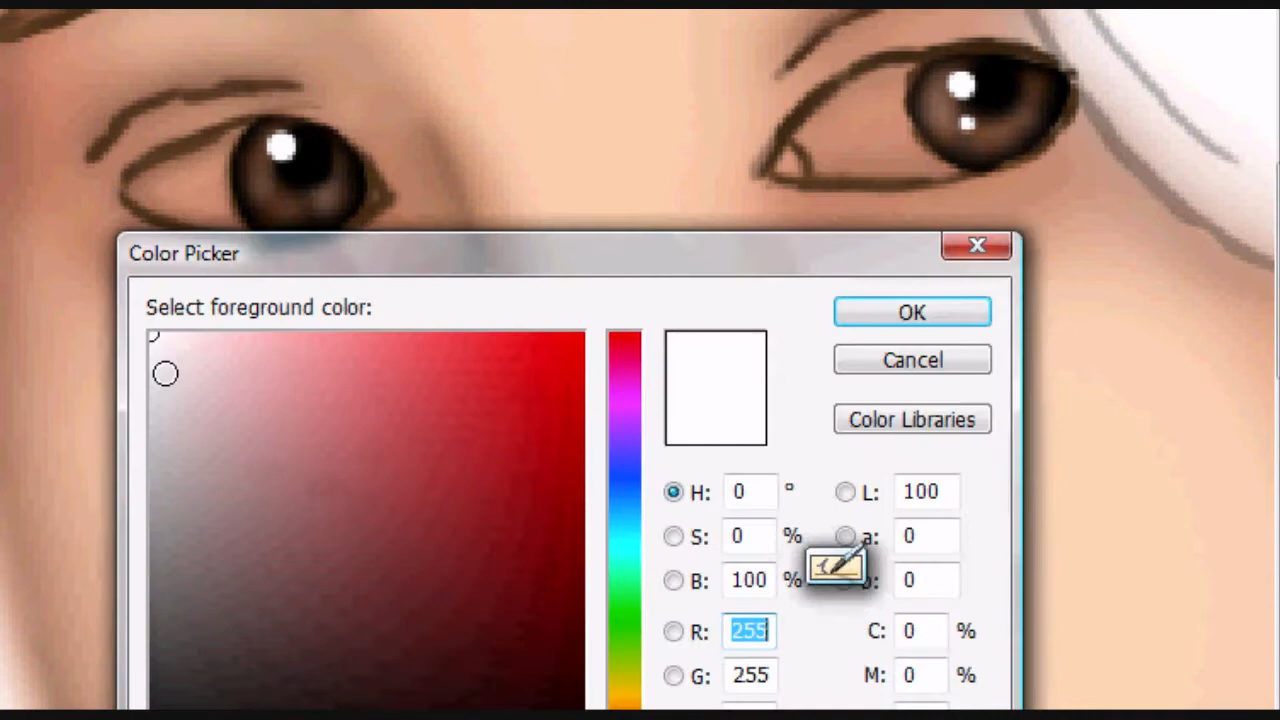 Color Picker
Select foreground color:
OK
Cancel
Color Libraries
H: 0 ° L: 100
S: 0 % a: 0
B: 100 % b: 0
R: 255 C: 0 %
G: 255 M: 0 %